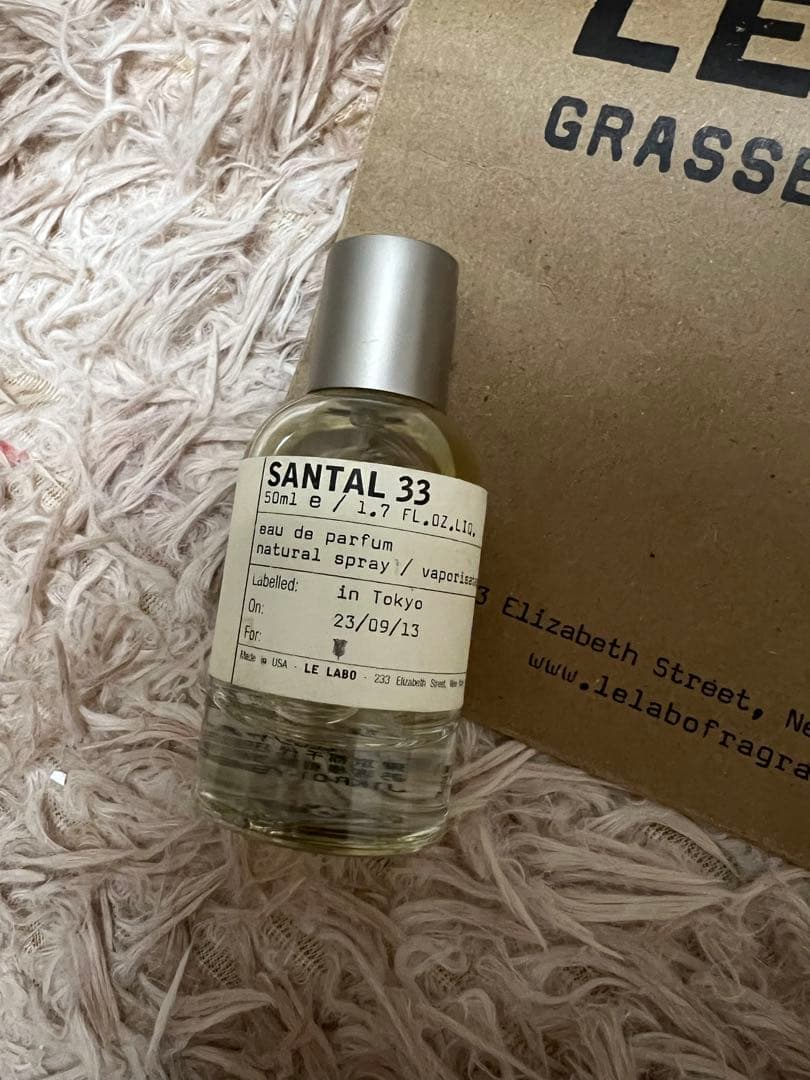 LE
GRASSE
SANTAL 33
50ml e / 1.7 FL.OZ.LIQ.
eau de parfum
natural spray / vaporisat
Labelled: in Tokyo
On: 23/09/13
For:
Made in USA · LE LABO · 233 Elizabeth Street, New York
3 Elizabeth Street, Ne
www.lelabofragra